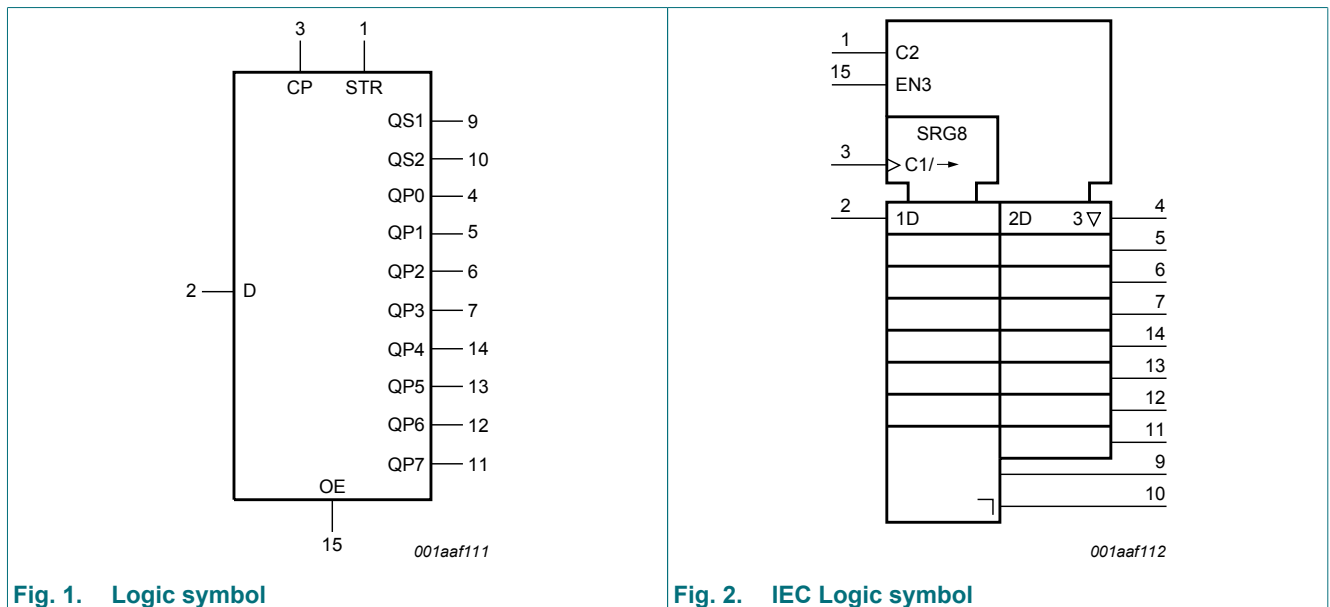 3 1
CP STR
QS1 9
QS2 10
QP0 4
QP1 5
QP2 6
QP3 7
2 D
QP4 14
QP5 13
QP6 12
QP7 11
OE
15
001aaf111
Fig. 1. Logic symbol
1 C2
15 EN3
SRG8
3 C1/→
2 1D 2D 3 ▽ 4
5
6
7
14
13
12
11
9
10
001aaf112
Fig. 2. IEC Logic symbol